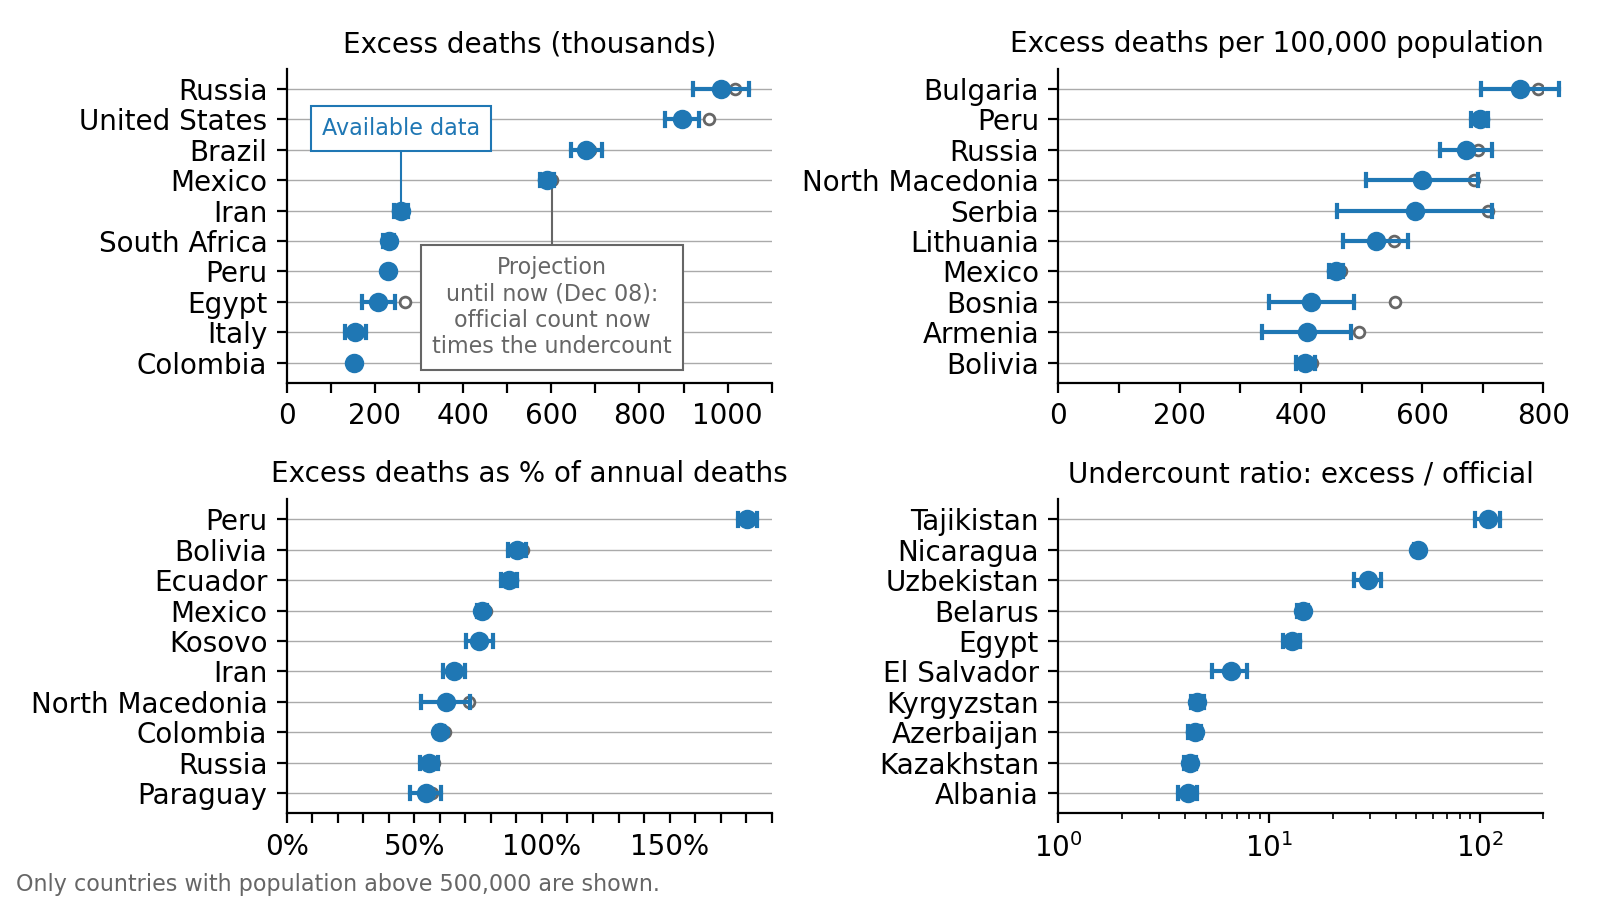 Excess deaths (thousands)
Russia
United States
Brazil
Mexico
Iran
South Africa
Peru
Egypt
Italy
Colombia
Available data
Projection
until now (Dec 08):
official count now
times the undercount
0 200 400 600 800 1000
Excess deaths per 100,000 population
Bulgaria
Peru
Russia
North Macedonia
Serbia
Lithuania
Mexico
Bosnia
Armenia
Bolivia
0 200 400 600 800
Excess deaths as % of annual deaths
Peru
Bolivia
Ecuador
Mexico
Kosovo
Iran
North Macedonia
Colombia
Russia
Paraguay
0% 50% 100% 150%
Undercount ratio: excess / official
Tajikistan
Nicaragua
Uzbekistan
Belarus
Egypt
El Salvador
Kyrgyzstan
Azerbaijan
Kazakhstan
Albania
10⁰ 10¹ 10²
Only countries with population above 500,000 are shown.